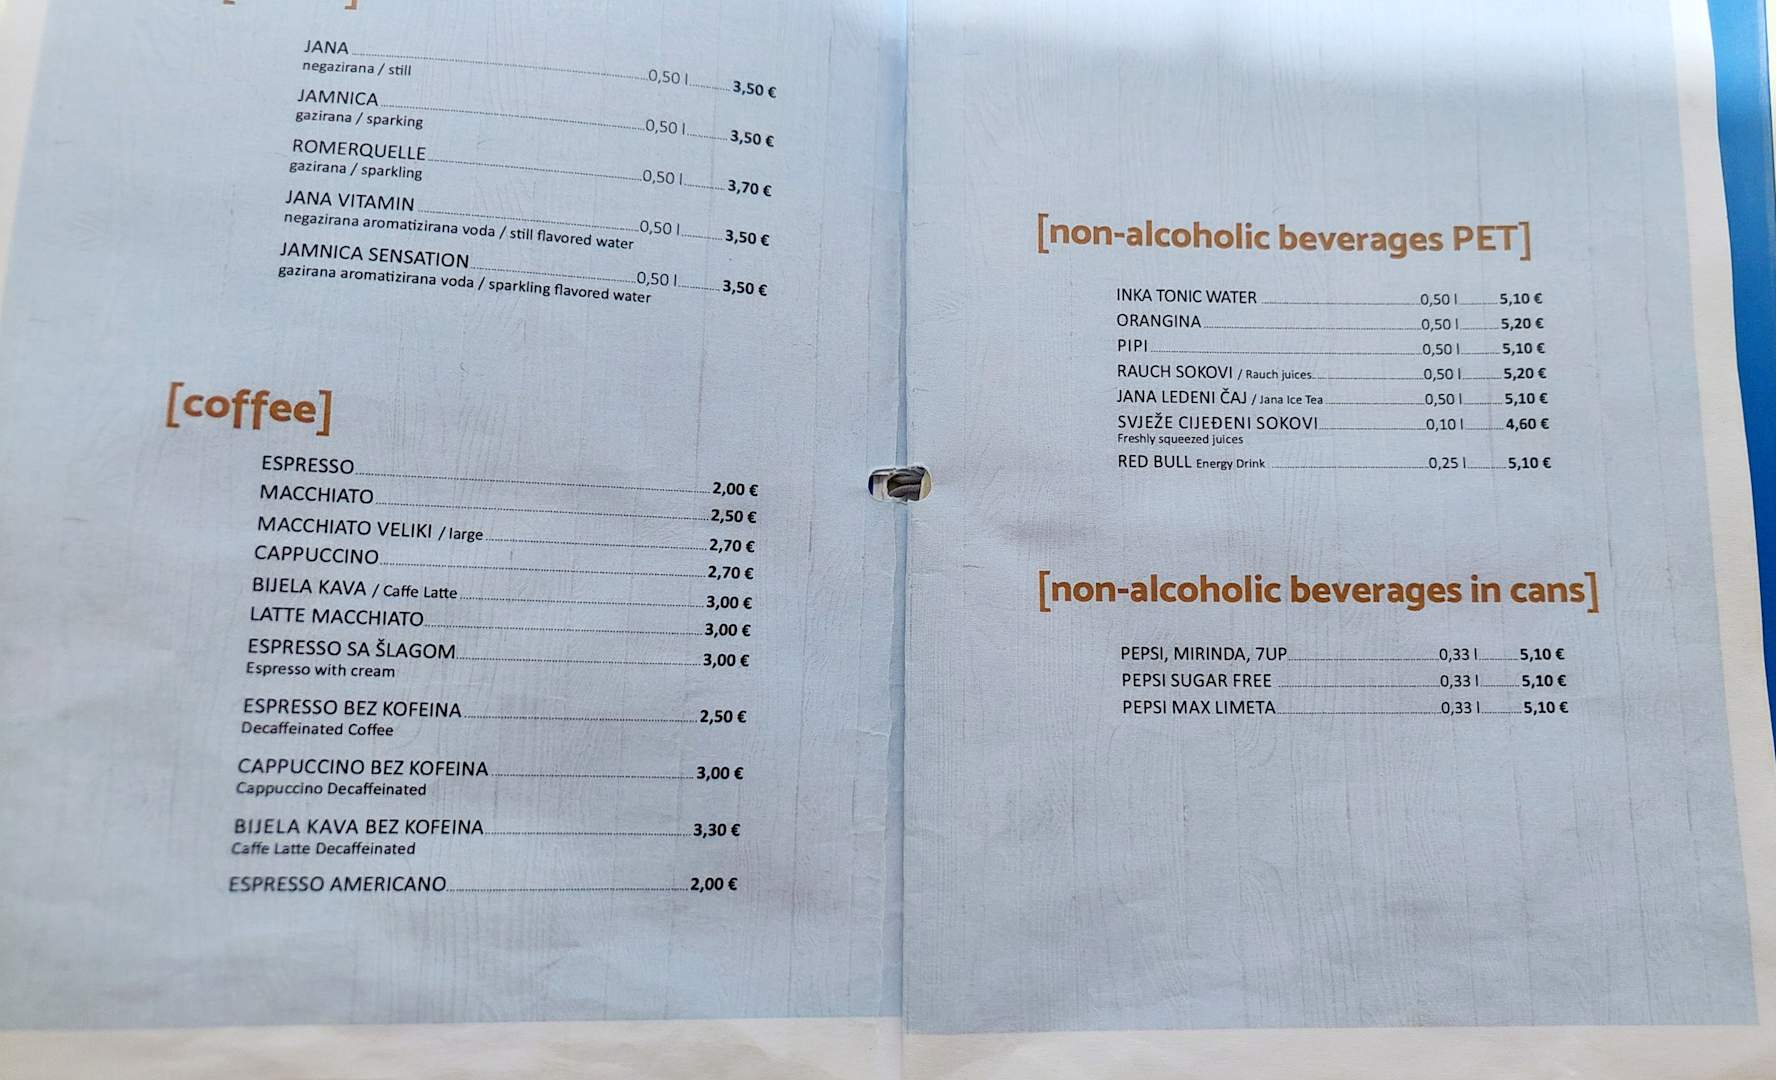 JANA 0,50 l 3,50 €
negazirana / still
JAMNICA 0,50 l 3,50 €
gazirana / sparking
ROMERQUELLE 0,50 l 3,70 €
gazirana / sparkling
JANA VITAMIN 0,50 l 3,50 €
negazirana aromatizirana voda / still flavored water
JAMNICA SENSATION 0,50 l 3,50 €
gazirana aromatizirana voda / sparkling flavored water
[coffee]
ESPRESSO 2,00 €
MACCHIATO 2,50 €
MACCHIATO VELIKI / large 2,70 €
CAPPUCCINO 2,70 €
BIJELA KAVA / Caffe Latte 3,00 €
LATTE MACCHIATO 3,00 €
ESPRESSO SA ŠLAGOM 3,00 €
Espresso with cream
ESPRESSO BEZ KOFEINA 2,50 €
Decaffeinated Coffee
CAPPUCCINO BEZ KOFEINA 3,00 €
Cappuccino Decaffeinated
BIJELA KAVA BEZ KOFEINA 3,30 €
Caffe Latte Decaffeinated
ESPRESSO AMERICANO 2,00 €
[non-alcoholic beverages PET]
INKA TONIC WATER 0,50 l 5,10 €
ORANGINA 0,50 l 5,20 €
PIPI 0,50 l 5,10 €
RAUCH SOKOVI / Rauch juices 0,50 l 5,20 €
JANA LEDENI ČAJ / Jana Ice Tea 0,50 l 5,10 €
SVJEŽE CIJEĐENI SOKOVI 0,10 l 4,60 €
Freshly squeezed juices
RED BULL Energy Drink 0,25 l 5,10 €
[non-alcoholic beverages in cans]
PEPSI, MIRINDA, 7UP 0,33 l 5,10 €
PEPSI SUGAR FREE 0,33 l 5,10 €
PEPSI MAX LIMETA 0,33 l 5,10 €